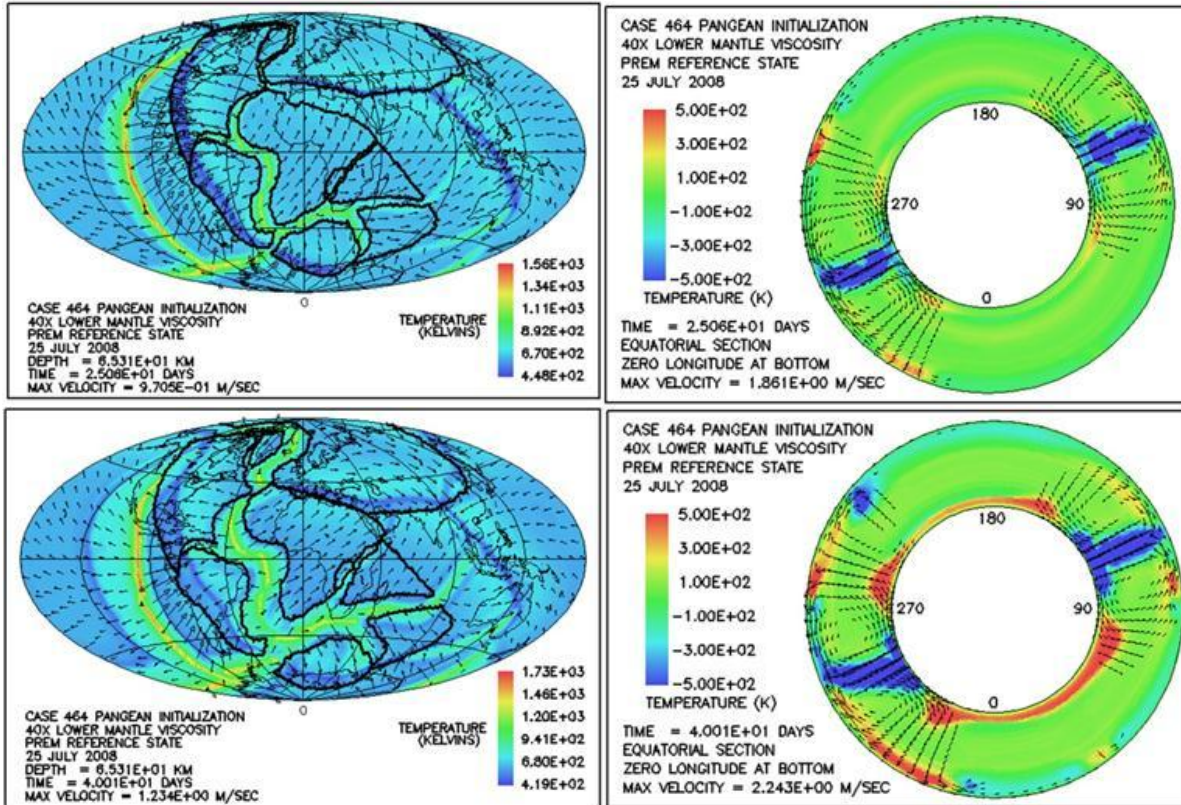 CASE 464 PANGEAN INITIALIZATION
40X LOWER MANTLE VISCOSITY
PREM REFERENCE STATE
25 JULY 2008
DEPTH = 6.531E+01 KM
TIME = 2.506E+01 DAYS
MAX VELOCITY = 9.705E-01 M/SEC
0
TEMPERATURE
(KELVINS)
1.56E+03
1.34E+03
1.11E+03
8.92E+02
6.70E+02
4.48E+02
CASE 464 PANGEAN INITIALIZATION
40X LOWER MANTLE VISCOSITY
PREM REFERENCE STATE
25 JULY 2008
5.00E+02
3.00E+02
1.00E+02
-1.00E+02
-3.00E+02
-5.00E+02
TEMPERATURE (K)
TIME = 2.506E+01 DAYS
EQUATORIAL SECTION
ZERO LONGITUDE AT BOTTOM
MAX VELOCITY = 1.861E+00 M/SEC
180
270
90
0
CASE 464 PANGEAN INITIALIZATION
40X LOWER MANTLE VISCOSITY
PREM REFERENCE STATE
25 JULY 2008
DEPTH = 6.531E+01 KM
TIME = 4.001E+01 DAYS
MAX VELOCITY = 1.234E+00 M/SEC
0
TEMPERATURE
(KELVINS)
1.73E+03
1.46E+03
1.20E+03
9.41E+02
6.80E+02
4.19E+02
CASE 464 PANGEAN INITIALIZATION
40X LOWER MANTLE VISCOSITY
PREM REFERENCE STATE
25 JULY 2008
5.00E+02
3.00E+02
1.00E+02
-1.00E+02
-3.00E+02
-5.00E+02
TEMPERATURE (K)
TIME = 4.001E+01 DAYS
EQUATORIAL SECTION
ZERO LONGITUDE AT BOTTOM
MAX VELOCITY = 2.243E+00 M/SEC
180
270
90
0